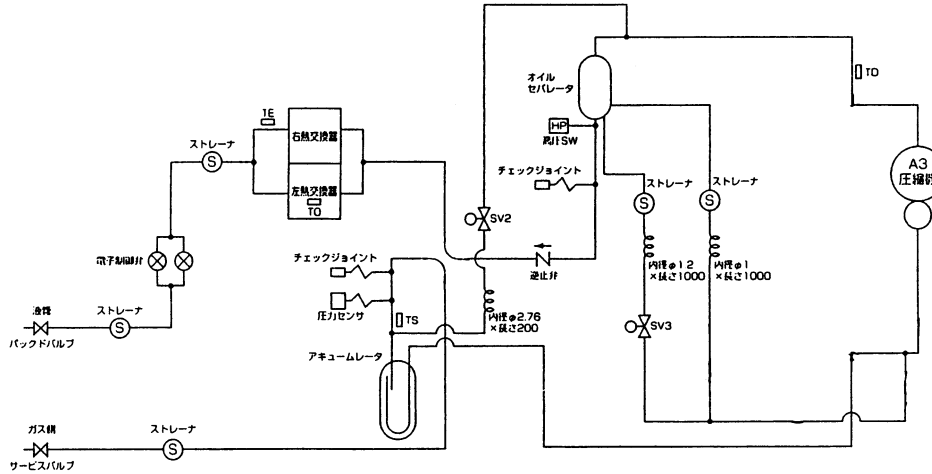 オイル
セパレータ
TD
TE
HP
高圧SW
右熱交換器
ストレーナ
S
A3
圧縮機
チェックジョイント
ストレーナ
ストレーナ
左熱交換器
TO
S
S
SV2
電子制御弁
チェックジョイント
逆止弁
内径φ1.2
×長さ1000
内径φ1
×長さ1000
液側
ストレーナ
圧力センサ
TS
内径φ2.76
×長さ200
S
SV3
パックドバルブ
アキュームレータ
ガス側
ストレーナ
S
サービスバルブ